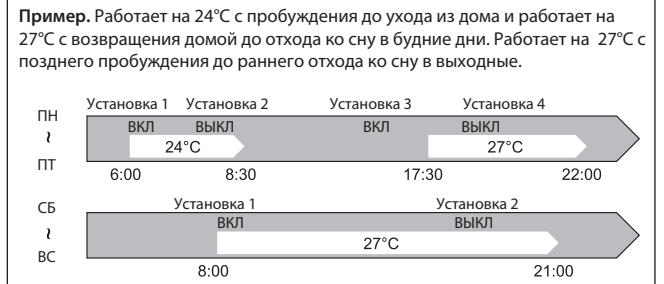 Пример. Работает на 24°C с пробуждения до ухода из дома и работает на
27°C с возвращения домой до отхода ко сну в будние дни. Работает на 27°C с
позднего пробуждения до раннего отхода ко сну в выходные.
Установка 1 Установка 2 Установка 3 Установка 4
ПН
ВКЛ ВЫКЛ ВКЛ ВЫКЛ
~
24°C 27°C
ПТ
6:00 8:30 17:30 22:00
СБ
Установка 1 Установка 2
ВКЛ ВЫКЛ
~
27°C
ВС
8:00 21:00